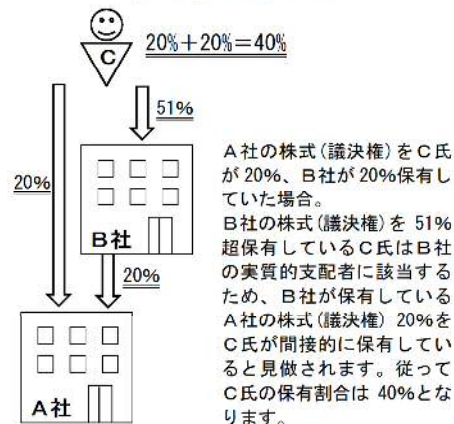 C
20%+20%=40%
51%
20%
B社
20%
A社
A社の株式(議決権)をC氏
が20%、B社が20%保有し
ていた場合。
B社の株式(議決権)を 51%
超保有しているC氏はB社
の実質的支配者に該当する
ため、B社が保有している
A社の株式(議決権) 20%を
C氏が間接的に保有してい
ると見做されます。従って
C氏の保有割合は 40%とな
ります。